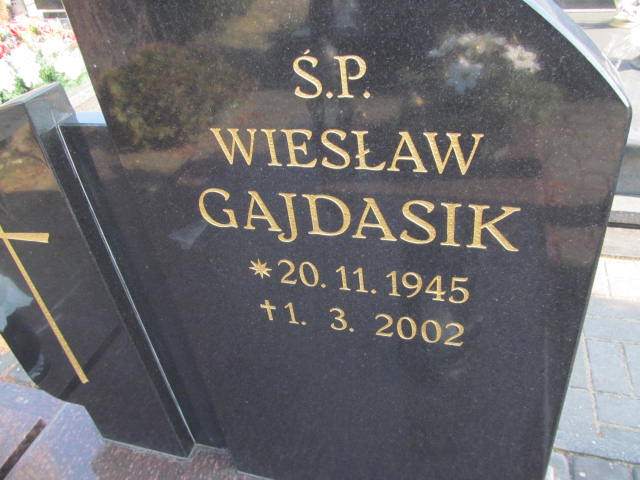 Ś.P.
WIESŁAW
GAJDASIK
* 20. 11. 1945
† 1. 3. 2002